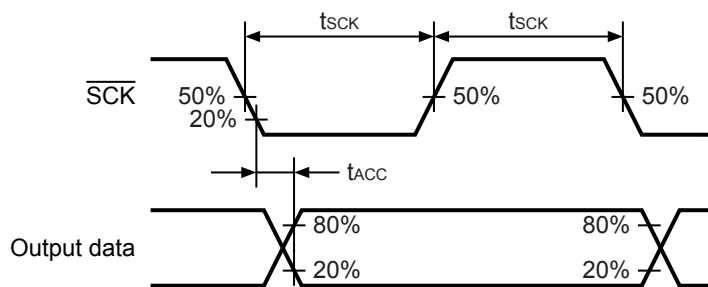 tSCK tSCK
SCK
50% 50% 50%
20%
tACC
Output data
80% 80%
20% 20%